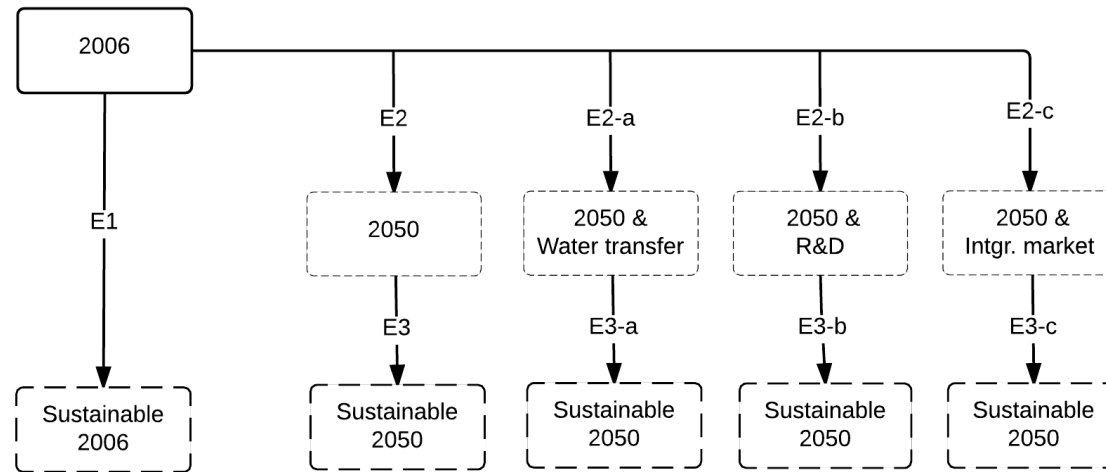 2006
E1
E2
E2-a
E2-b
E2-c
2050
2050 &
Water transfer
2050 &
R&D
2050 &
Intgr. market
E3
E3-a
E3-b
E3-c
Sustainable
2006
Sustainable
2050
Sustainable
2050
Sustainable
2050
Sustainable
2050